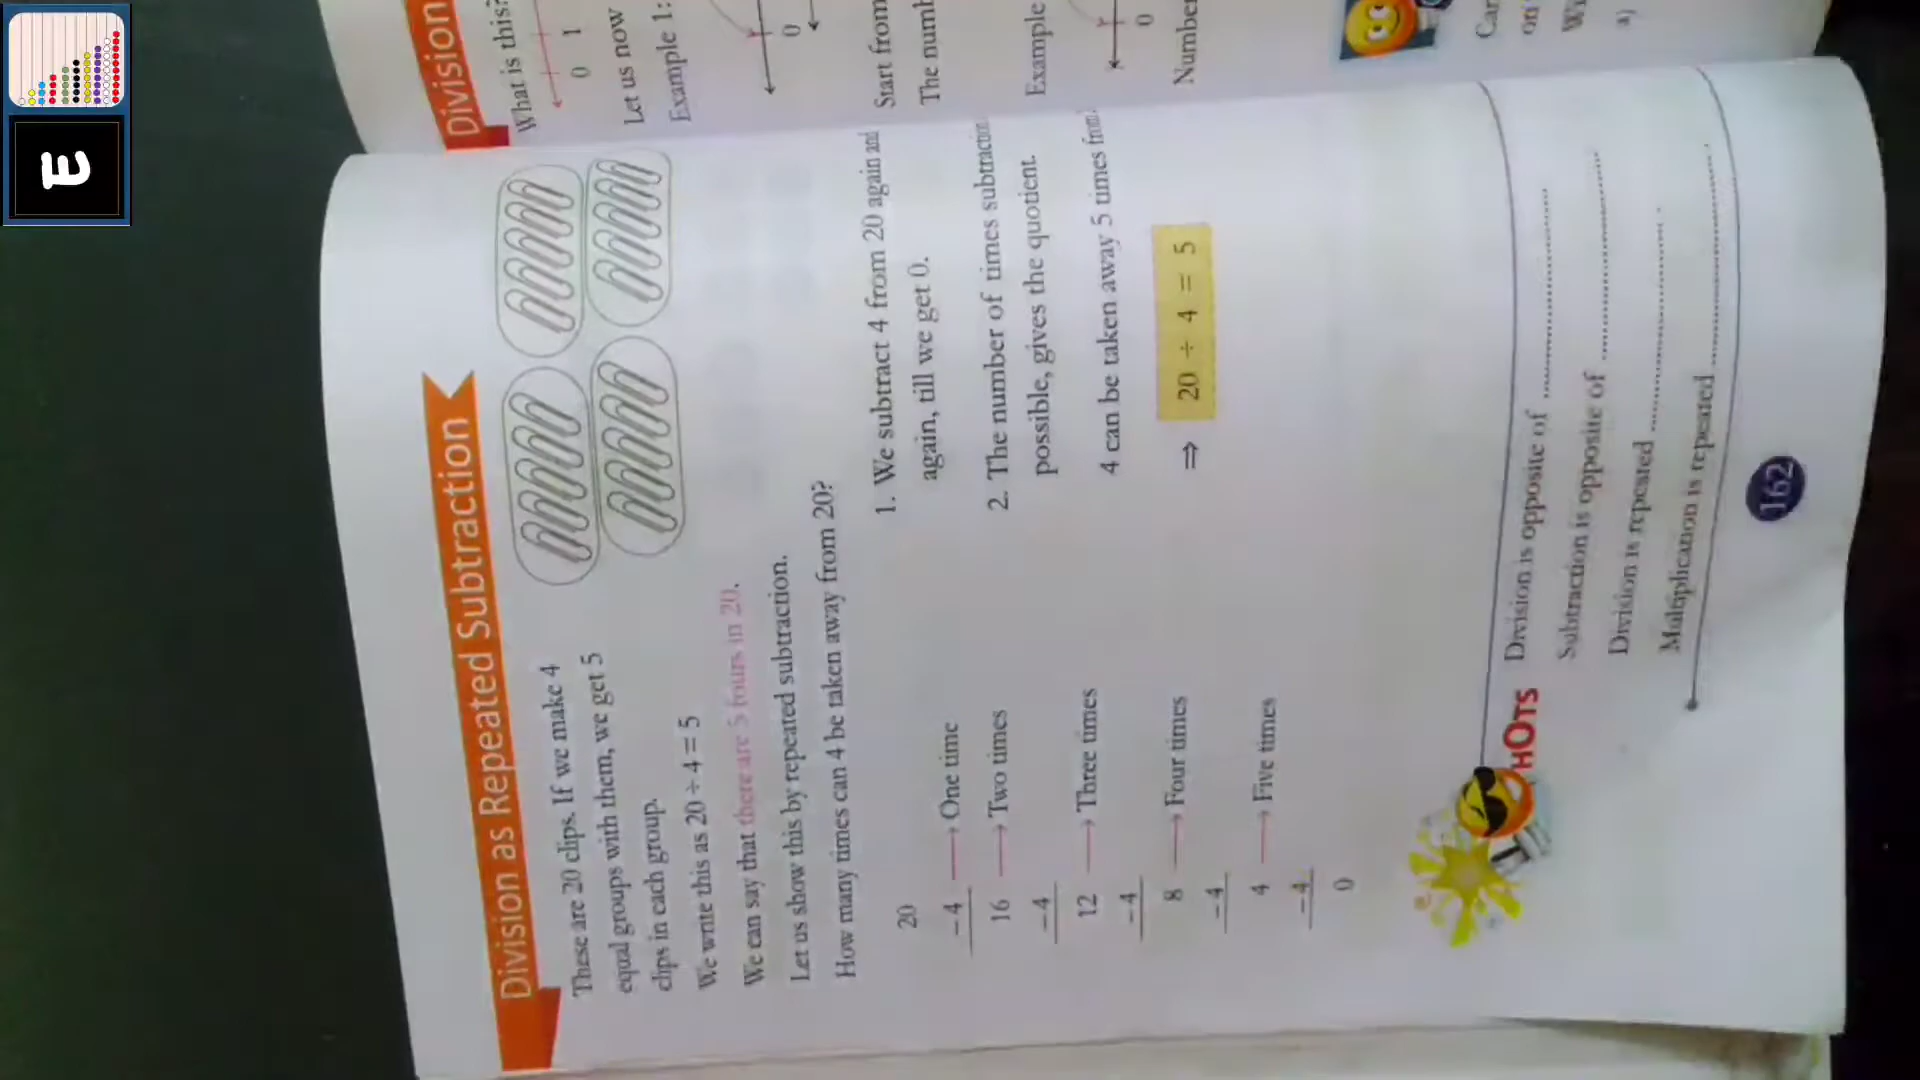 Division as Repeated Subtraction
These are 20 clips. If we make 4
equal groups with them, we get 5
clips in each group.
We write this as 20 ÷ 4 = 5
We can say that there are 5 fours in 20.
Let us show this by repeated subtraction.
How many times can 4 be taken away from 20?
20
−4 → One time
16 → Two times
−4
12 → Three times
−4
8 → Four times
−4
4 → Five times
−4
0
1. We subtract 4 from 20 again and
again, till we get 0.
2. The number of times subtraction
possible, gives the quotient.
4 can be taken away 5 times from
⇒ 20 ÷ 4 = 5
HOTS
Division is opposite of ....................
Subtraction is opposite of ....................
Division is repeated ....................
Multiplication is repeated ....................
162
Division
What is this?
0 1
Let us now
Example 1:
0
Start from
The numb
Example
0
Number
Can
on
Wi
a)